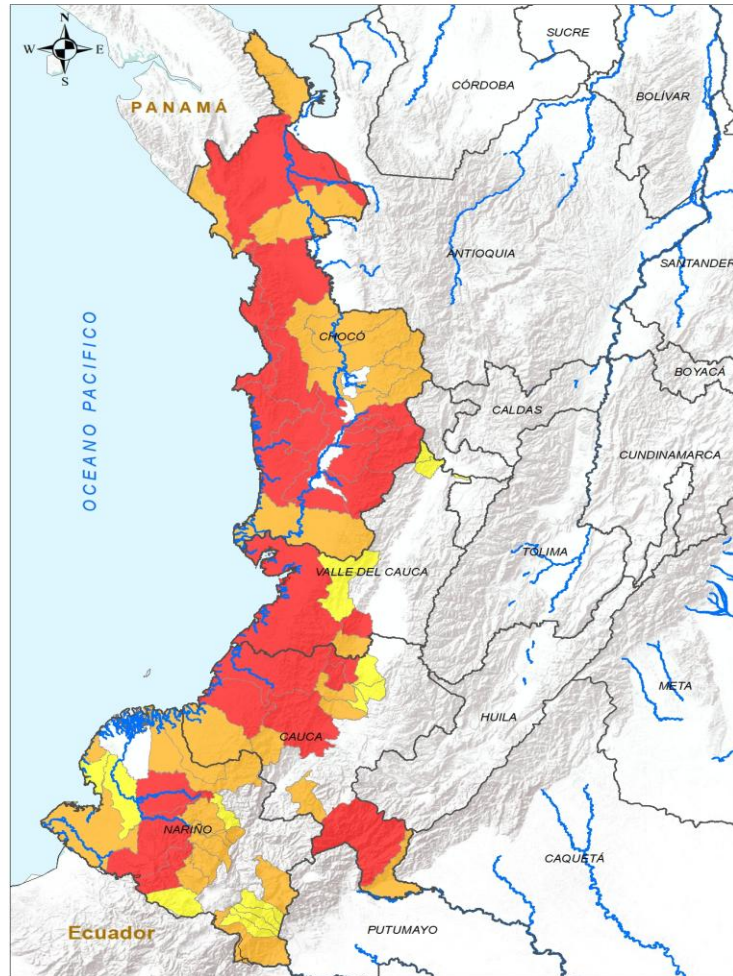 N
W E
S
SUCRE
CÓRDOBA
BOLÍVAR
PANAMÁ
ANTIOQUIA
SANTANDER
OCEANO PACIFICO
CHOCÓ
BOYACÁ
CALDAS
CUNDINAMARCA
TOLIMA
VALLE DEL CAUCA
META
HUILA
CAUCA
NARIÑO
CAQUETÁ
Ecuador
PUTUMAYO